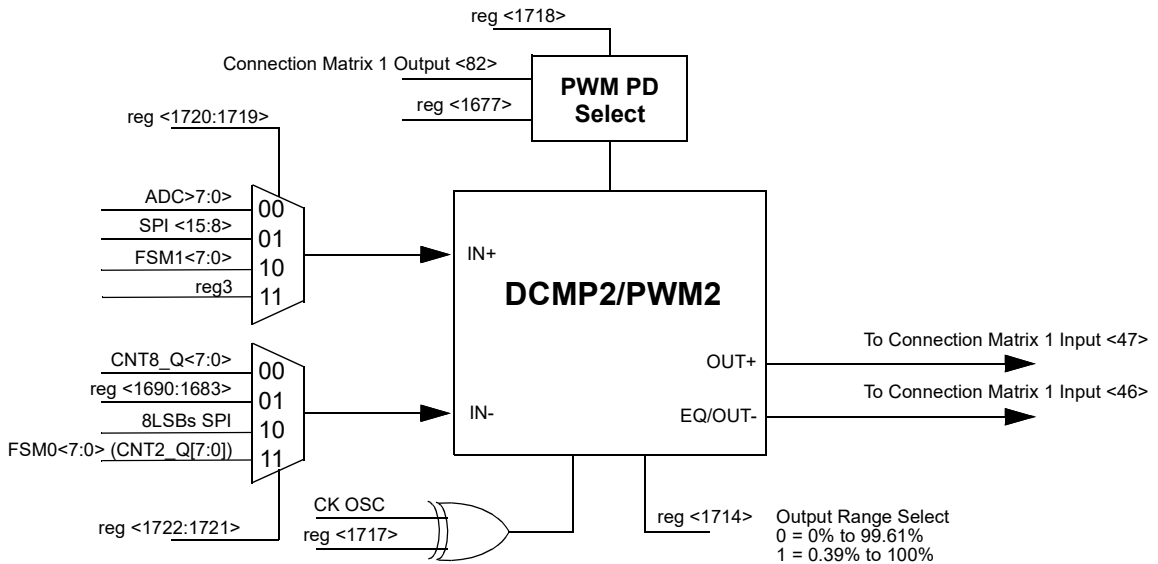 reg <1718>
Connection Matrix 1 Output <82>
PWM PD
Select
reg <1677>
reg <1720:1719>
ADC>7:0>
00
SPI <15:8>
01
FSM1<7:0>
10
reg3
11
IN+
DCMP2/PWM2
CNT8_Q<7:0>
00
reg <1690:1683>
01
8LSBs SPI
10
FSM0<7:0> (CNT2_Q[7:0])
11
IN-
OUT+
To Connection Matrix 1 Input <47>
EQ/OUT-
To Connection Matrix 1 Input <46>
reg <1722:1721>
CK OSC
reg <1717>
reg <1714>
Output Range Select
0 = 0% to 99.61%
1 = 0.39% to 100%